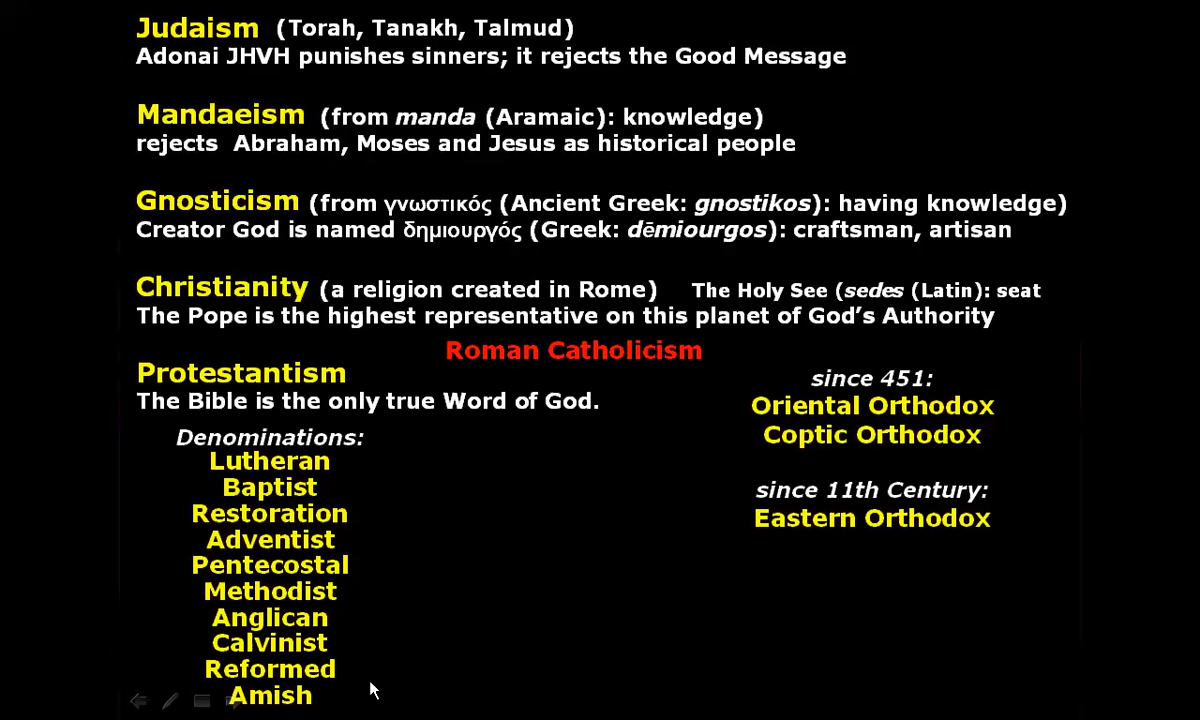 Judaism (Torah, Tanakh, Talmud)
Adonai JHVH punishes sinners; it rejects the Good Message
Mandaeism (from manda (Aramaic): knowledge)
rejects Abraham, Moses and Jesus as historical people
Gnosticism (from γνωστικός (Ancient Greek: gnostikos): having knowledge)
Creator God is named δημιουργός (Greek: dēmiourgos): craftsman, artisan
Christianity (a religion created in Rome) The Holy See (sedes (Latin): seat
The Pope is the highest representative on this planet of God’s Authority
Roman Catholicism
Protestantism
The Bible is the only true Word of God.
Denominations:
Lutheran
Baptist
Restoration
Adventist
Pentecostal
Methodist
Anglican
Calvinist
Reformed
Amish
since 451:
Oriental Orthodox
Coptic Orthodox
since 11th Century:
Eastern Orthodox